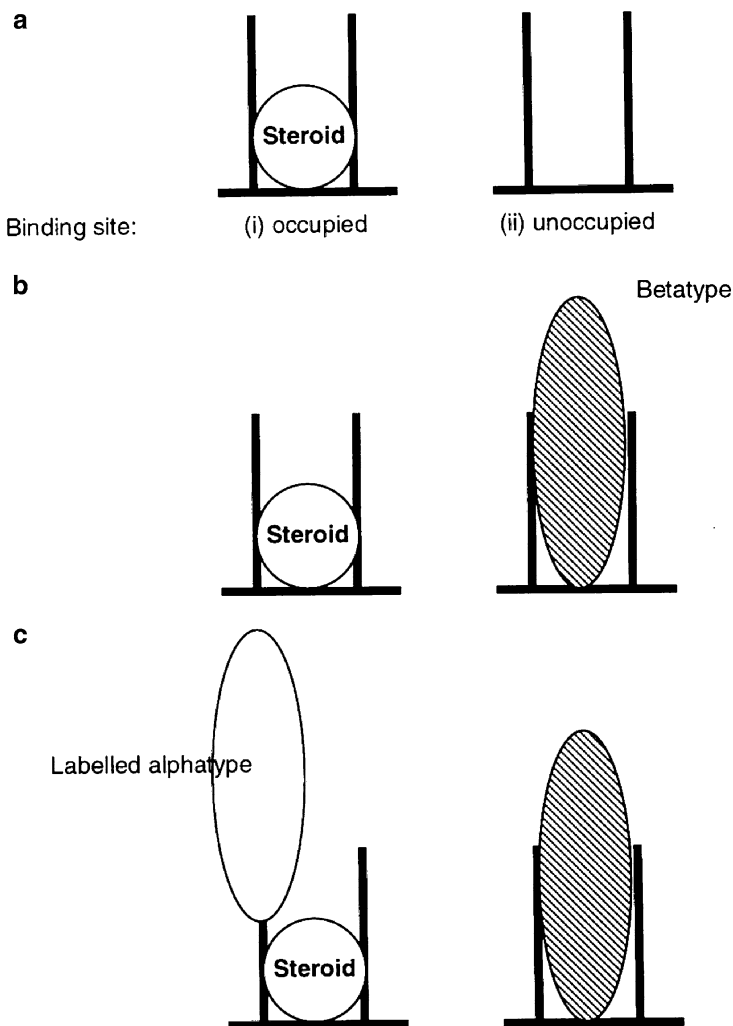 a
Steroid
Binding site: (i) occupied (ii) unoccupied
b
Betatype
Steroid
c
Labelled alphatype
Steroid